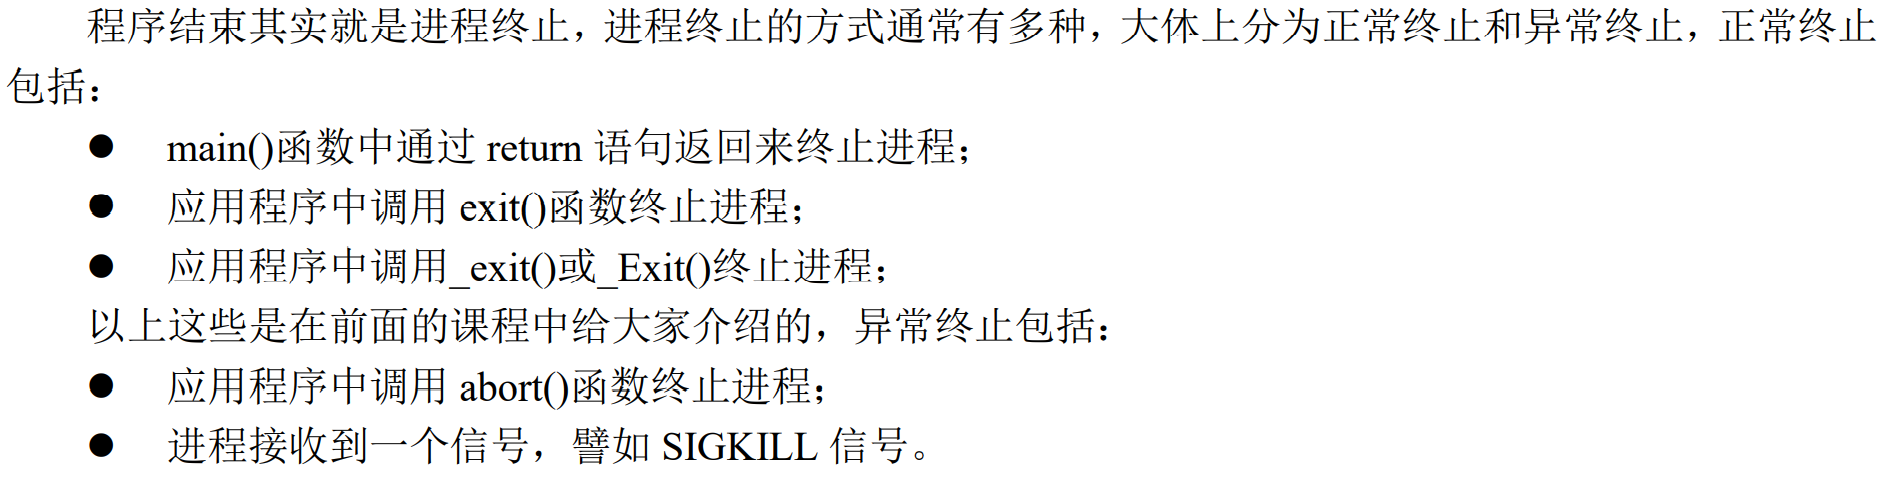 程序结束其实就是进程终止，进程终止的方式通常有多种，大体上分为正常终止和异常终止，正常终止
包括：
● main()函数中通过 return 语句返回来终止进程；
● 应用程序中调用 exit()函数终止进程；
● 应用程序中调用_exit()或_Exit()终止进程；
以上这些是在前面的课程中给大家介绍的，异常终止包括：
● 应用程序中调用 abort()函数终止进程；
● 进程接收到一个信号，譬如 SIGKILL 信号。